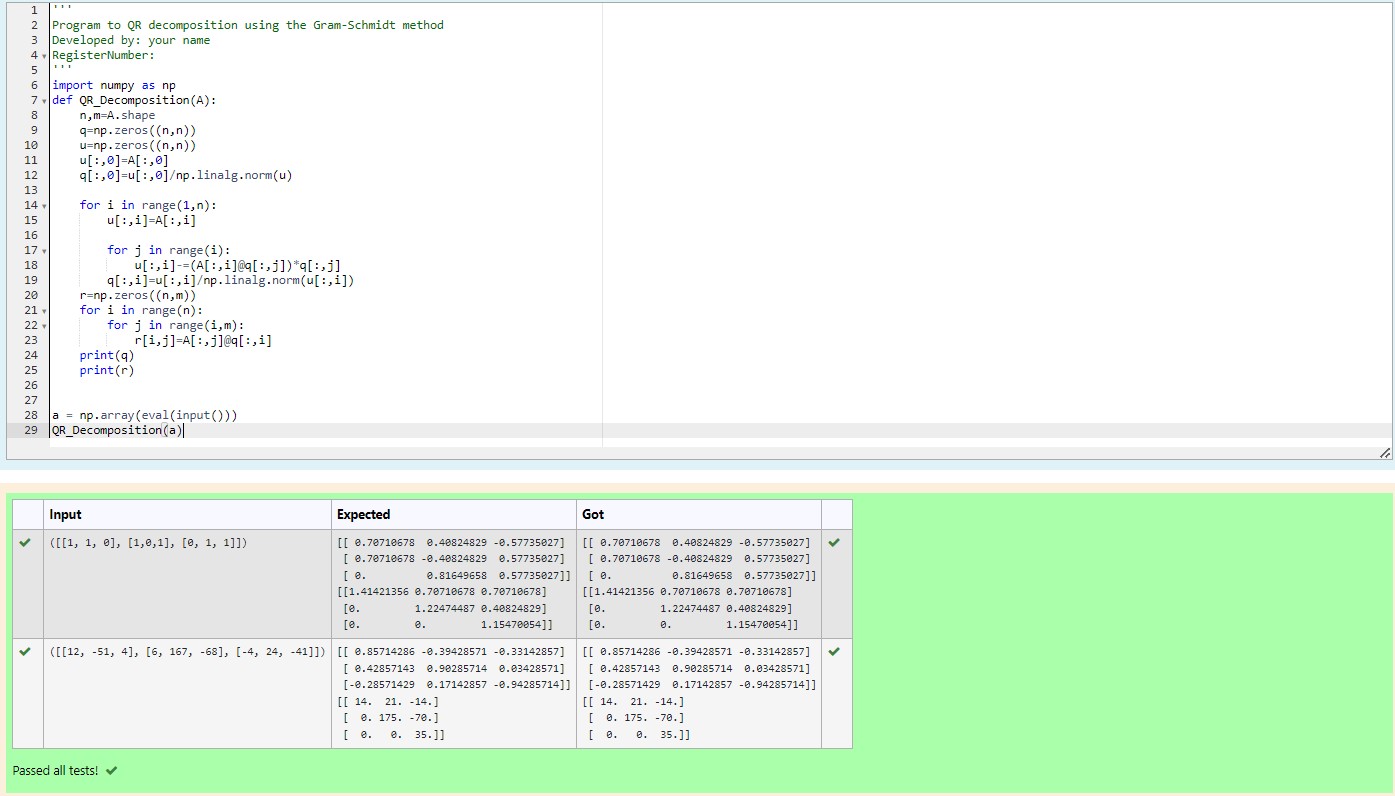 1 '''
2 Program to QR decomposition using the Gram-Schmidt method
3 Developed by: your name
4 RegisterNumber:
5 '''
6 import numpy as np
7 def QR_Decomposition(A):
8     n,m=A.shape
9     q=np.zeros((n,n))
10     u=np.zeros((n,n))
11     u[:,0]=A[:,0]
12     q[:,0]=u[:,0]/np.linalg.norm(u)
13
14     for i in range(1,n):
15         u[:,i]=A[:,i]
16
17         for j in range(i):
18             u[:,i]-=(A[:,i]@q[:,j])*q[:,j]
19         q[:,i]=u[:,i]/np.linalg.norm(u[:,i])
20     r=np.zeros((n,m))
21     for i in range(n):
22         for j in range(i,m):
23             r[i,j]=A[:,j]@q[:,i]
24     print(q)
25     print(r)
26
27
28 a = np.array(eval(input()))
29 QR_Decomposition(a)
Input Expected Got
([[1, 1, 0], [1,0,1], [0, 1, 1]]) [[ 0.70710678  0.40824829 -0.57735027] [[ 0.70710678  0.40824829 -0.57735027]
[ 0.70710678 -0.40824829  0.57735027] [ 0.70710678 -0.40824829  0.57735027]
[ 0.          0.81649658  0.57735027]] [ 0.          0.81649658  0.57735027]]
[[1.41421356 0.70710678 0.70710678] [[1.41421356 0.70710678 0.70710678]
[0.         1.22474487 0.40824829] [0.         1.22474487 0.40824829]
[0.         0.         1.15470054]] [0.         0.         1.15470054]]
([[12, -51, 4], [6, 167, -68], [-4, 24, -41]]) [[ 0.85714286 -0.39428571 -0.33142857] [[ 0.85714286 -0.39428571 -0.33142857]
[ 0.42857143  0.90285714  0.03428571] [ 0.42857143  0.90285714  0.03428571]
[-0.28571429  0.17142857 -0.94285714]] [-0.28571429  0.17142857 -0.94285714]]
[[ 14.  21. -14.] [[ 14.  21. -14.]
[  0. 175. -70.] [  0. 175. -70.]
[  0.   0.  35.]] [  0.   0.  35.]]
Passed all tests!